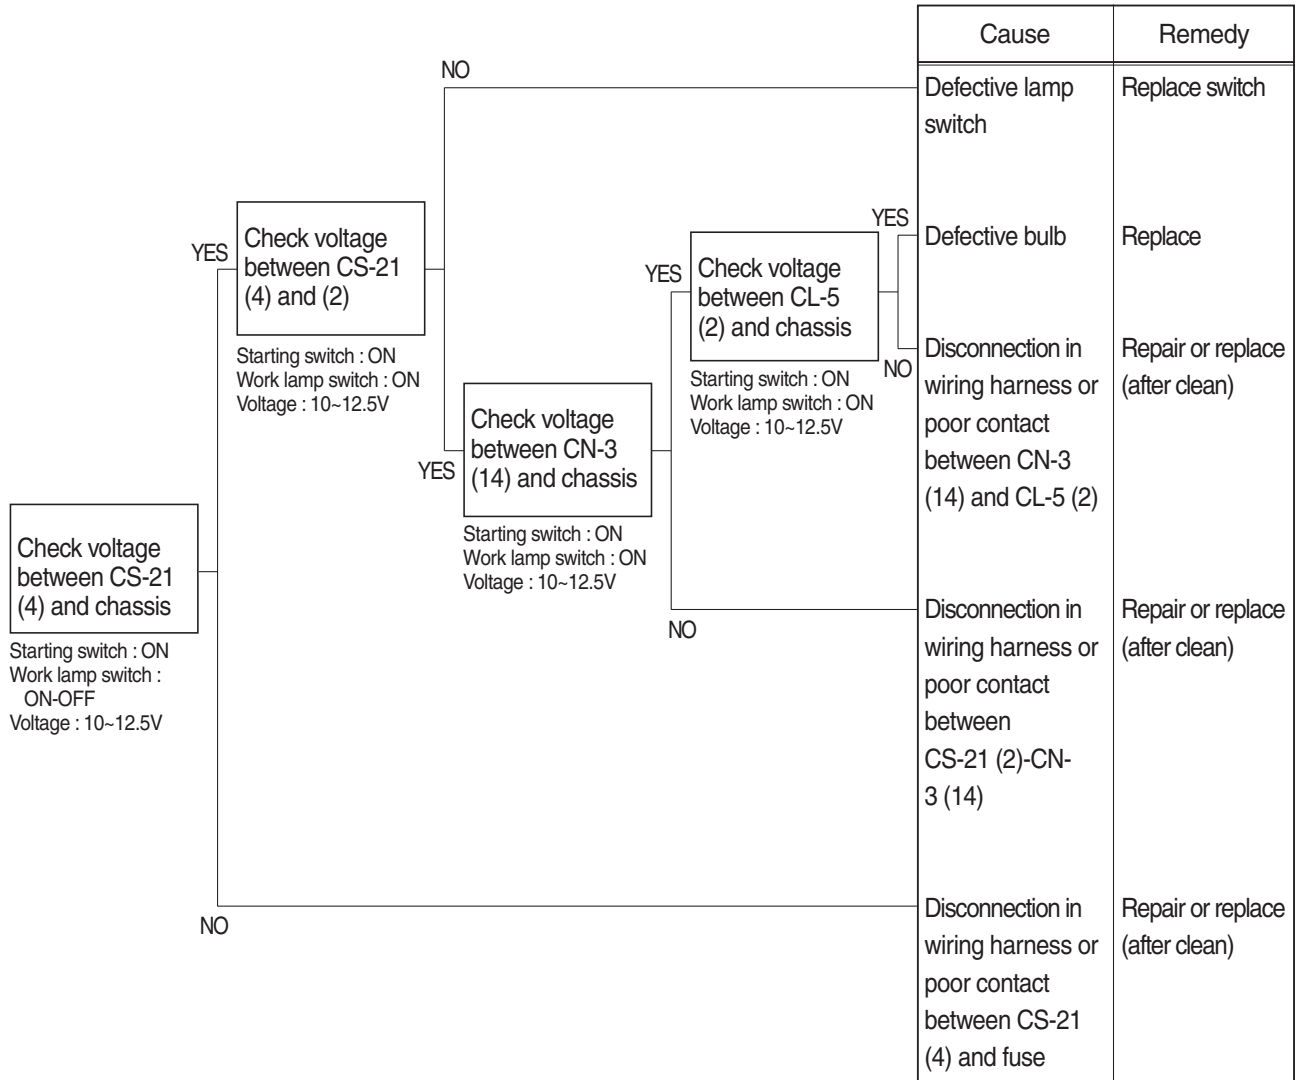 Cause
Remedy
NO
Defective lamp
switch
Replace switch
YES
Check voltage
between CS-21
(4) and (2)
Starting switch : ON
Work lamp switch : ON
Voltage : 10~12.5V
YES
Check voltage
between CL-5
(2) and chassis
Starting switch : ON
Work lamp switch : ON
Voltage : 10~12.5V
YES
Defective bulb
Replace
NO
Disconnection in
wiring harness or
poor contact
between CN-3
(14) and CL-5 (2)
Repair or replace
(after clean)
YES
Check voltage
between CN-3
(14) and chassis
Starting switch : ON
Work lamp switch : ON
Voltage : 10~12.5V
Check voltage
between CS-21
(4) and chassis
Starting switch : ON
Work lamp switch :
ON-OFF
Voltage : 10~12.5V
NO
Disconnection in
wiring harness or
poor contact
between
CS-21 (2)-CN-
3 (14)
Repair or replace
(after clean)
NO
Disconnection in
wiring harness or
poor contact
between CS-21
(4) and fuse
Repair or replace
(after clean)